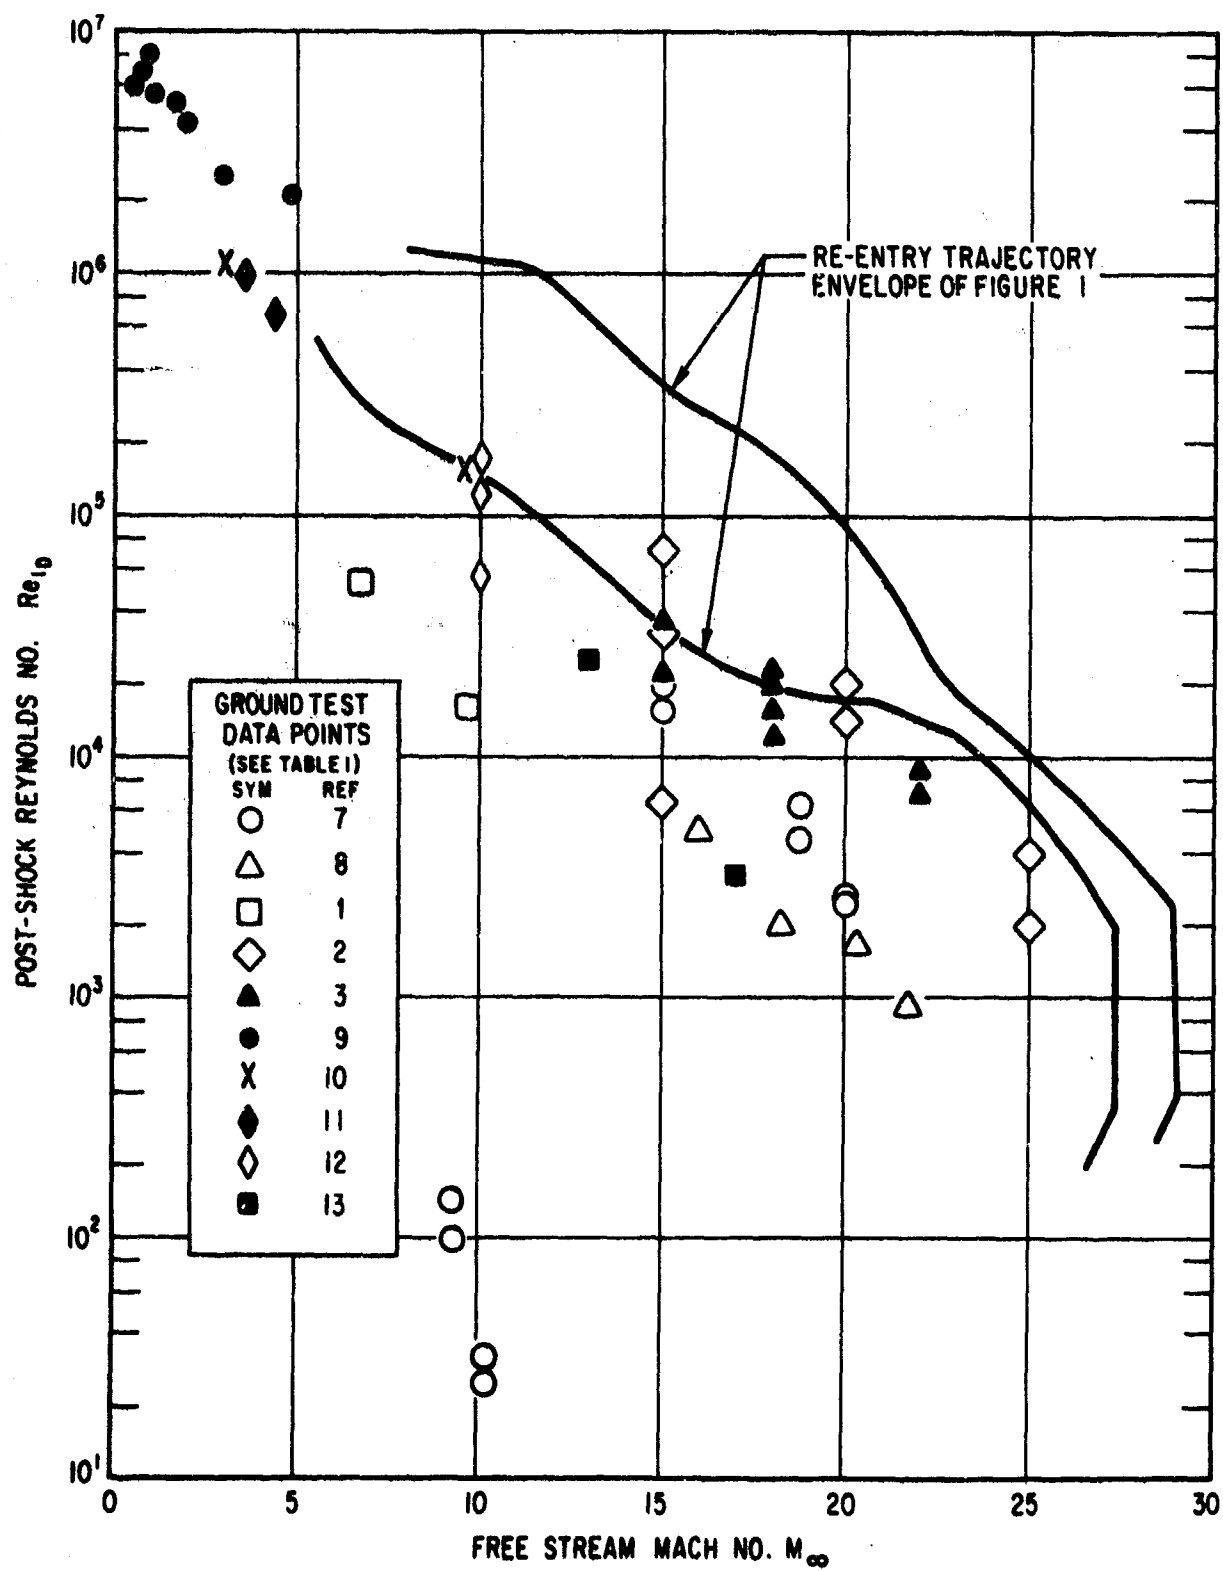 10⁷
10⁶
10⁵
10⁴
10³
10²
10¹
POST-SHOCK REYNOLDS NO. Re₁D
RE-ENTRY TRAJECTORY
ENVELOPE OF FIGURE 1
GROUND TEST
DATA POINTS
(SEE TABLE I)
SYM REF
7
8
1
2
3
9
X 10
11
12
13
0 5 10 15 20 25 30
FREE STREAM MACH NO. M∞